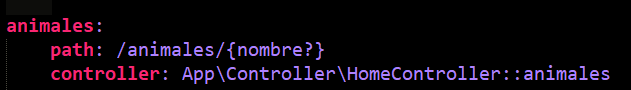 animales:
    path: /animales/{nombre?}
    controller: App\Controller\HomeController::animales